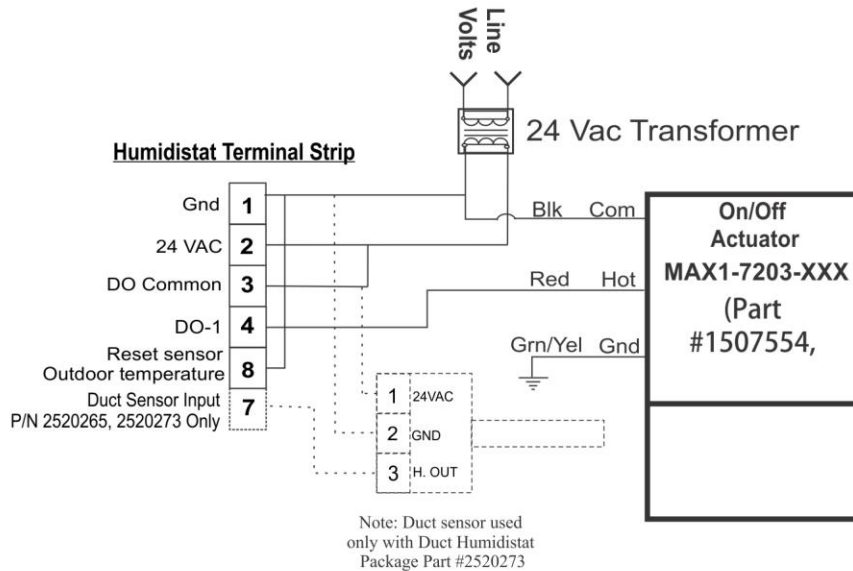 Line
Volts
24 Vac Transformer
Humidistat Terminal Strip
Gnd 1
24 VAC 2
DO Common 3
DO-1 4
Reset sensor
Outdoor temperature 8
Duct Sensor Input 7
P/N 2520265, 2520273 Only
1 24VAC
2 GND
3 H. OUT
Note: Duct sensor used
only with Duct Humidistat
Package Part #2520273
Blk Com
Red Hot
Grn/Yel Gnd
On/Off
Actuator
MAX1-7203-XXX
(Part
#1507554,